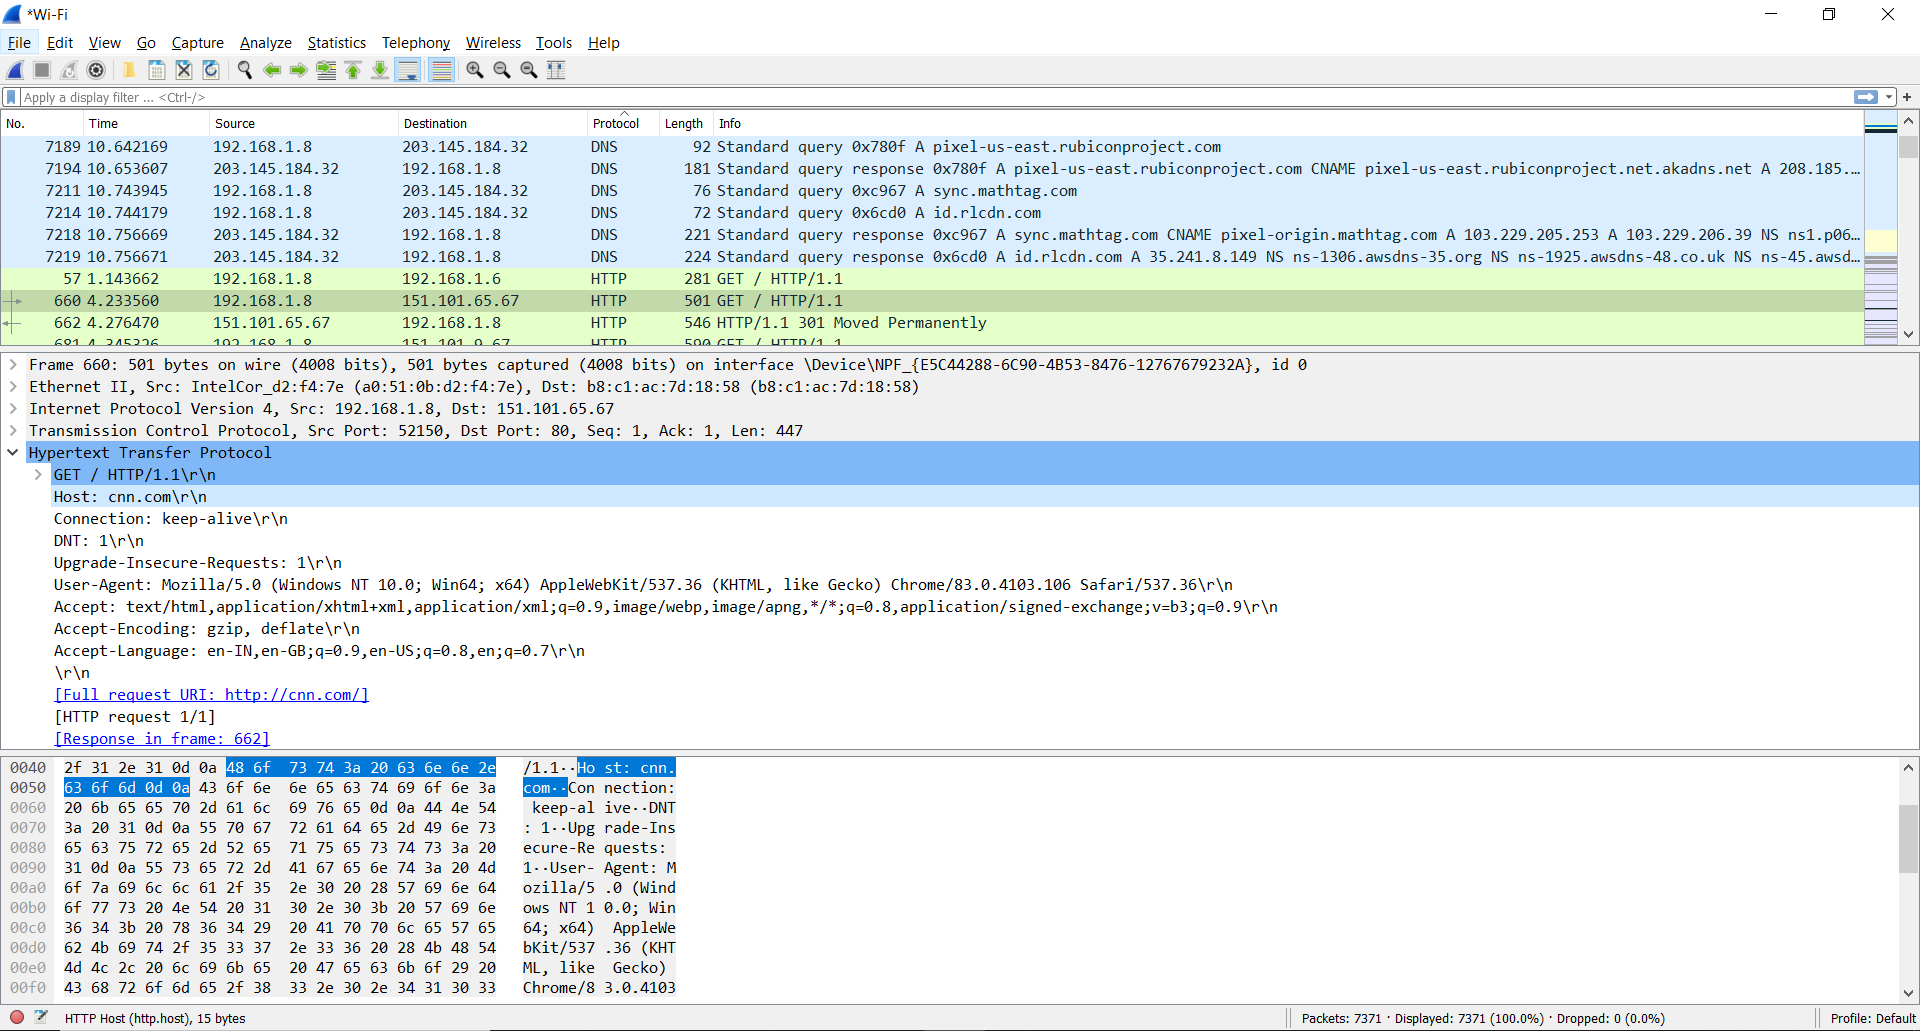 *Wi-Fi
File Edit View Go Capture Analyze Statistics Telephony Wireless Tools Help
Apply a display filter ... <Ctrl-/>
No. Time Source Destination Protocol Length Info
7189 10.642169 192.168.1.8 203.145.184.32 DNS 92 Standard query 0x780f A pixel-us-east.rubiconproject.com
7194 10.653607 203.145.184.32 192.168.1.8 DNS 181 Standard query response 0x780f A pixel-us-east.rubiconproject.com CNAME pixel-us-east.rubiconproject.net.akadns.net A 208.185.…
7211 10.743945 192.168.1.8 203.145.184.32 DNS 76 Standard query 0xc967 A sync.mathtag.com
7214 10.744179 192.168.1.8 203.145.184.32 DNS 72 Standard query 0x6cd0 A id.rlcdn.com
7218 10.756669 203.145.184.32 192.168.1.8 DNS 221 Standard query response 0xc967 A sync.mathtag.com CNAME pixel-origin.mathtag.com A 103.229.205.253 A 103.229.206.39 NS ns1.p06…
7219 10.756671 203.145.184.32 192.168.1.8 DNS 224 Standard query response 0x6cd0 A id.rlcdn.com A 35.241.8.149 NS ns-1306.awsdns-35.org NS ns-1925.awsdns-48.co.uk NS ns-45.awsd…
57 1.143662 192.168.1.8 192.168.1.6 HTTP 281 GET / HTTP/1.1
660 4.233560 192.168.1.8 151.101.65.67 HTTP 501 GET / HTTP/1.1
662 4.276470 151.101.65.67 192.168.1.8 HTTP 546 HTTP/1.1 301 Moved Permanently
681 4.345326 192.168.1.8 151.101.9.67 HTTP 590 GET / HTTP/1.1
Frame 660: 501 bytes on wire (4008 bits), 501 bytes captured (4008 bits) on interface \Device\NPF_{E5C44288-6C90-4B53-8476-12767679232A}, id 0
Ethernet II, Src: IntelCor_d2:f4:7e (a0:51:0b:d2:f4:7e), Dst: b8:c1:ac:7d:18:58 (b8:c1:ac:7d:18:58)
Internet Protocol Version 4, Src: 192.168.1.8, Dst: 151.101.65.67
Transmission Control Protocol, Src Port: 52150, Dst Port: 80, Seq: 1, Ack: 1, Len: 447
Hypertext Transfer Protocol
GET / HTTP/1.1\r\n
Host: cnn.com\r\n
Connection: keep-alive\r\n
DNT: 1\r\n
Upgrade-Insecure-Requests: 1\r\n
User-Agent: Mozilla/5.0 (Windows NT 10.0; Win64; x64) AppleWebKit/537.36 (KHTML, like Gecko) Chrome/83.0.4103.106 Safari/537.36\r\n
Accept: text/html,application/xhtml+xml,application/xml;q=0.9,image/webp,image/apng,*/*;q=0.8,application/signed-exchange;v=b3;q=0.9\r\n
Accept-Encoding: gzip, deflate\r\n
Accept-Language: en-IN,en-GB;q=0.9,en-US;q=0.8,en;q=0.7\r\n
\r\n
[Full request URI: http://cnn.com/]
[HTTP request 1/1]
[Response in frame: 662]
0040 2f 31 2e 31 0d 0a 48 6f 73 74 3a 20 63 6e 6e 2e /1.1··Ho st: cnn.
0050 63 6f 6d 0d 0a 43 6f 6e 6e 65 63 74 69 6f 6e 3a com··Con nection:
0060 20 6b 65 65 70 2d 61 6c 69 76 65 0d 0a 44 4e 54 keep-al ive··DNT
0070 3a 20 31 0d 0a 55 70 67 72 61 64 65 2d 49 6e 73 : 1··Upg rade-Ins
0080 65 63 75 72 65 2d 52 65 71 75 65 73 74 73 3a 20 ecure-Re quests:
0090 31 0d 0a 55 73 65 72 2d 41 67 65 6e 74 3a 20 4d 1··User- Agent: M
00a0 6f 7a 69 6c 6c 61 2f 35 2e 30 20 28 57 69 6e 64 ozilla/5 .0 (Wind
00b0 6f 77 73 20 4e 54 20 31 30 2e 30 3b 20 57 69 6e ows NT 1 0.0; Win
00c0 36 34 3b 20 78 36 34 29 20 41 70 70 6c 65 57 65 64; x64) AppleWe
00d0 62 4b 69 74 2f 35 33 37 2e 33 36 20 28 4b 48 54 bKit/537 .36 (KHT
00e0 4d 4c 2c 20 6c 69 6b 65 20 47 65 63 6b 6f 29 20 ML, like Gecko)
00f0 43 68 72 6f 6d 65 2f 38 33 2e 30 2e 34 31 30 33 Chrome/8 3.0.4103
HTTP Host (http.host), 15 bytes Packets: 7371 · Displayed: 7371 (100.0%) · Dropped: 0 (0.0%) Profile: Default